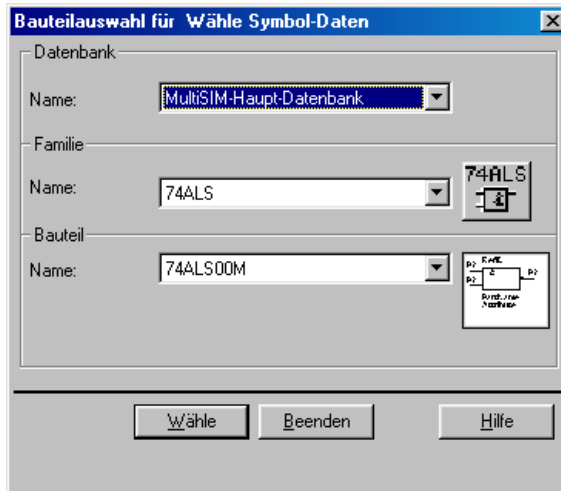 Bauteilauswahl für Wähle Symbol-Daten
Datenbank
Name:
MultiSIM-Haupt-Datenbank
Familie
Name:
74ALS
74ALS
&
Bauteil
Name:
74ALS00M
Wähle
Beenden
Hilfe